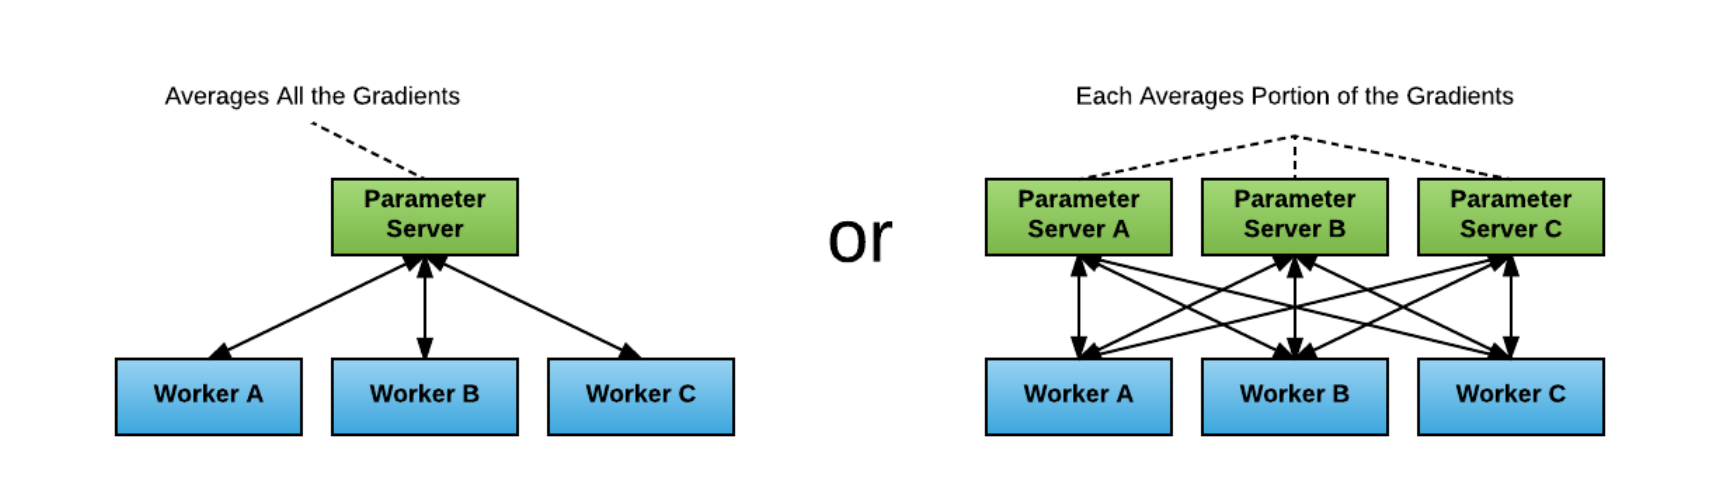 Averages All the Gradients
Parameter
Server
Worker A
Worker B
Worker C
or
Each Averages Portion of the Gradients
Parameter
Server A
Parameter
Server B
Parameter
Server C
Worker A
Worker B
Worker C